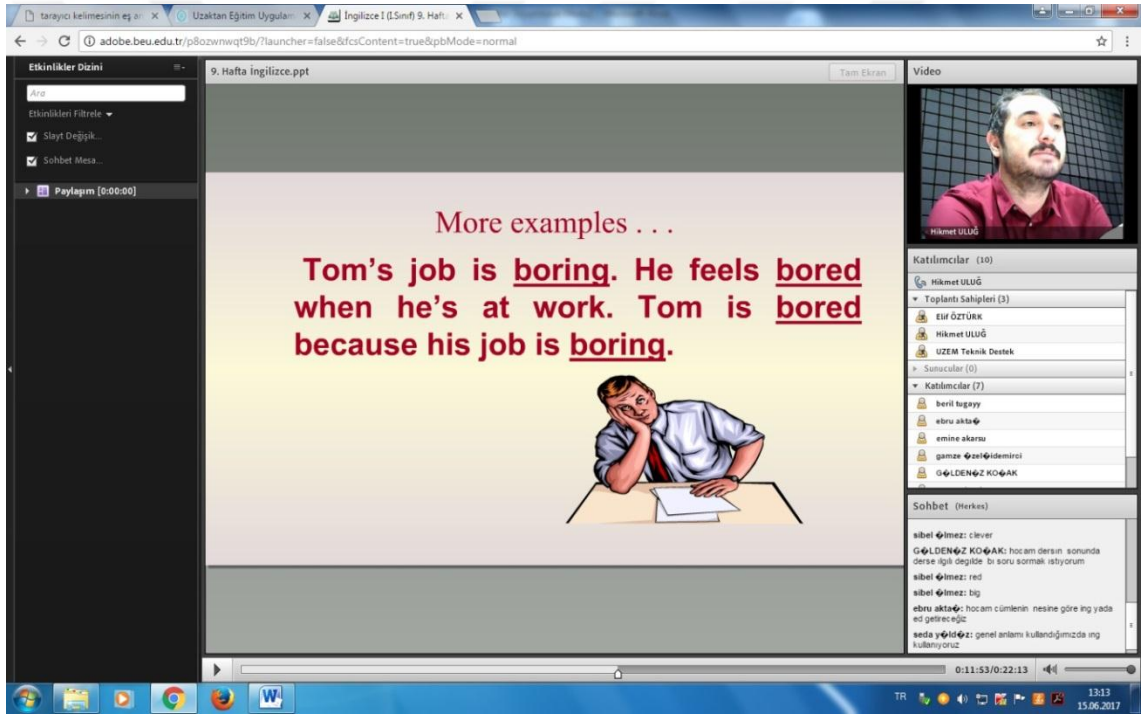 tarayıcı kelimesinin eş an
Uzaktan Eğitim Uygulam
İngilizce I (I.Sınıf) 9. Hafta
adobe.beu.edu.tr/p8ozwnwqt9b/?launcher=false&fcsContent=true&pbMode=normal
Etkinlikler Dizini
Ara
Etkinlikleri Filtrele
Slayt Değişik...
Sohbet Mesa...
Paylaşım [0:00:00]
9. Hafta İngilizce.ppt
Tam Ekran
More examples . . .
Tom's job is boring. He feels bored
when he's at work. Tom is bored
because his job is boring.
Video
Hikmet ULUĞ
Katılımcılar (10)
Hikmet ULUĞ
Toplantı Sahipleri (3)
Elif ÖZTÜRK
Hikmet ULUĞ
UZEM Teknik Destek
Sunucular (0)
Katılımcılar (7)
beril tugayy
ebru akta�
emine akarsu
gamze �zel�idemirci
G�LDEN�Z KO�AK
Sohbet (Herkes)
sibel �lmez: clever
G�LDEN�Z KO�AK: hocam dersın sonunda
derse ilgılı degılde bı soru sormak ıstıyorum
sibel �lmez: red
sibel �lmez: big
ebru akta�: hocam cümlenin nesine göre ing yada
ed getireceğiz
seda y�ld�z: genel anlamı kullandığımızda ıng
kullanıyoruz
0:11:53/0:22:13
W
TR
13:13
15.06.2017